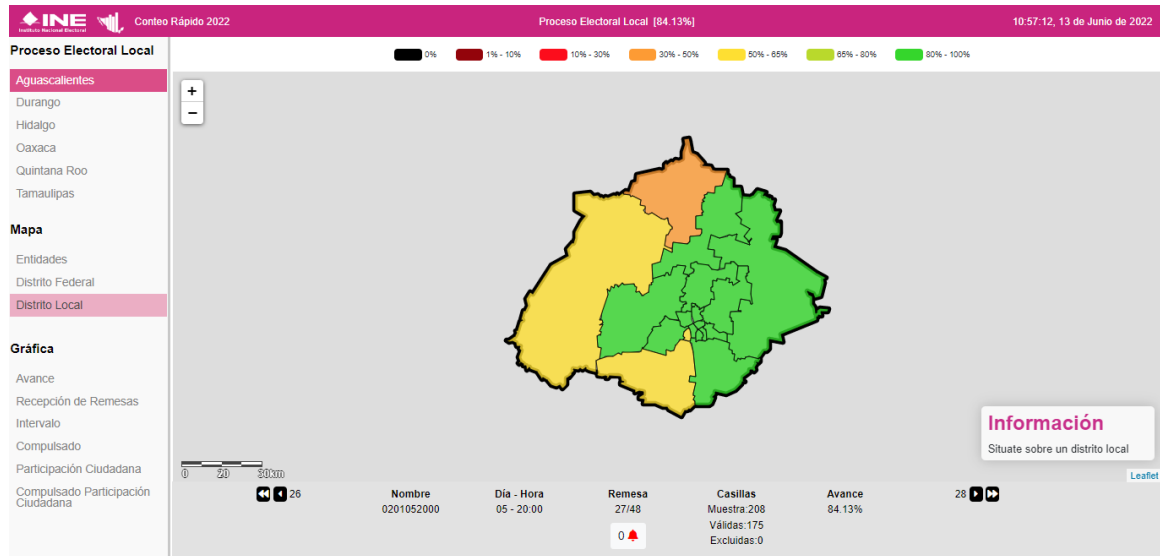 INE
Instituto Nacional Electoral
Conteo Rápido 2022
Proceso Electoral Local [84.13%]
10:57:12, 13 de Junio de 2022
Proceso Electoral Local
Aguascalientes
Durango
Hidalgo
Oaxaca
Quintana Roo
Tamaulipas
Mapa
Entidades
Distrito Federal
Distrito Local
Gráfica
Avance
Recepción de Remesas
Intervalo
Compulsado
Participación Ciudadana
Compulsado Participación
Ciudadana
0% 1% - 10% 10% - 30% 30% - 50% 50% - 65% 65% - 80% 80% - 100%
+
−
0 20 30km
Información
Situate sobre un distrito local
Leaflet
26 Nombre Día - Hora Remesa Casillas Avance 28
0201052000 05 - 20:00 27/48 Muestra:208 84.13%
Válidas:175
0 Excluidas:0